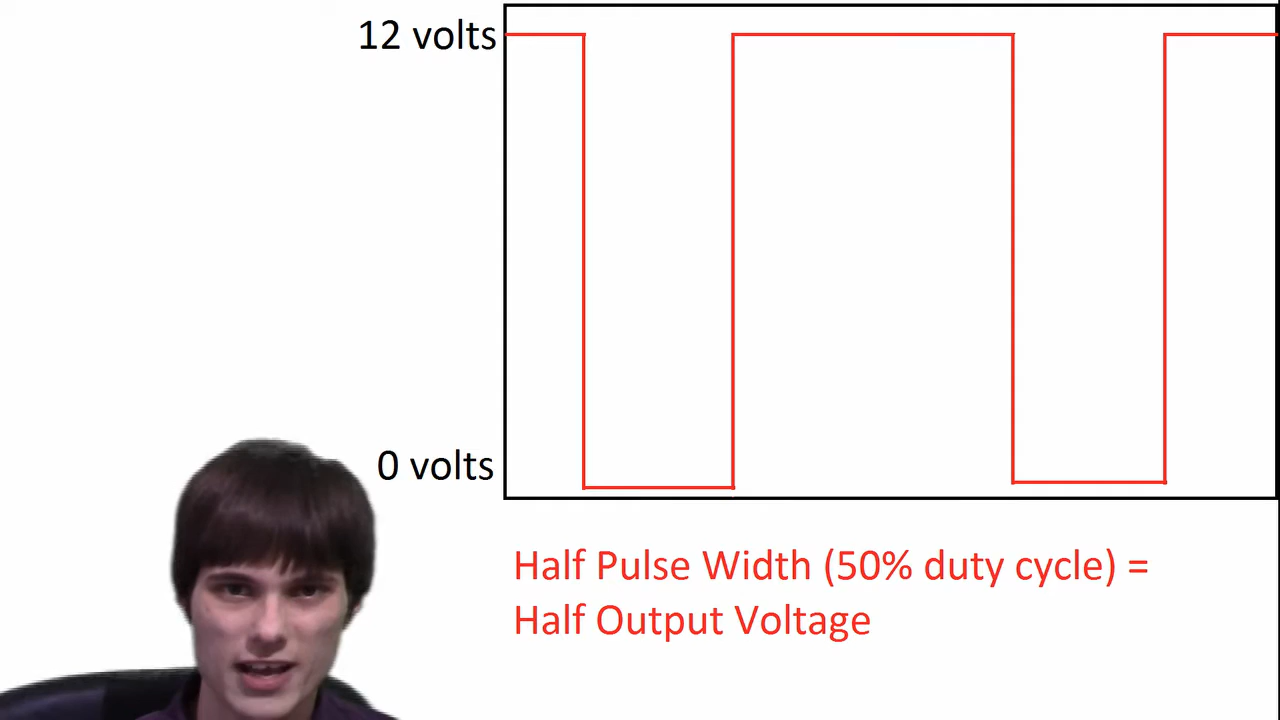 12 volts
0 volts
Half Pulse Width (50% duty cycle) =
Half Output Voltage